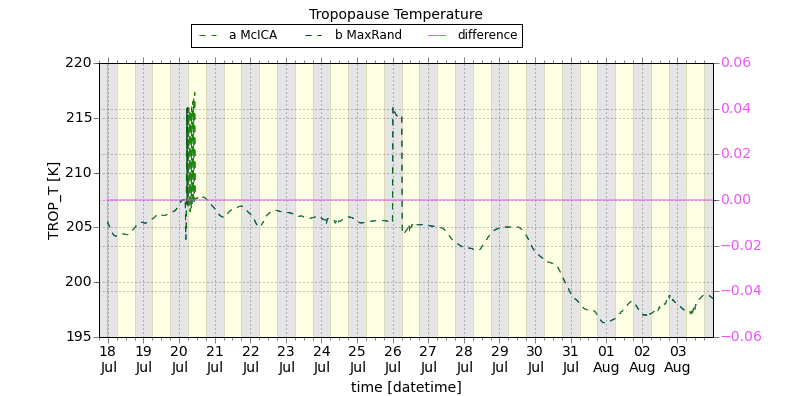 Tropopause Temperature
a McICA
b MaxRand
difference
220
215
210
205
200
195
TROP_T [K]
0.06
0.04
0.02
0.00
−0.02
−0.04
−0.06
18 19 20 21 22 23 24 25 26 27 28 29 30 31 01 02 03
Jul Jul Jul Jul Jul Jul Jul Jul Jul Jul Jul Jul Jul Jul Aug Aug Aug
time [datetime]